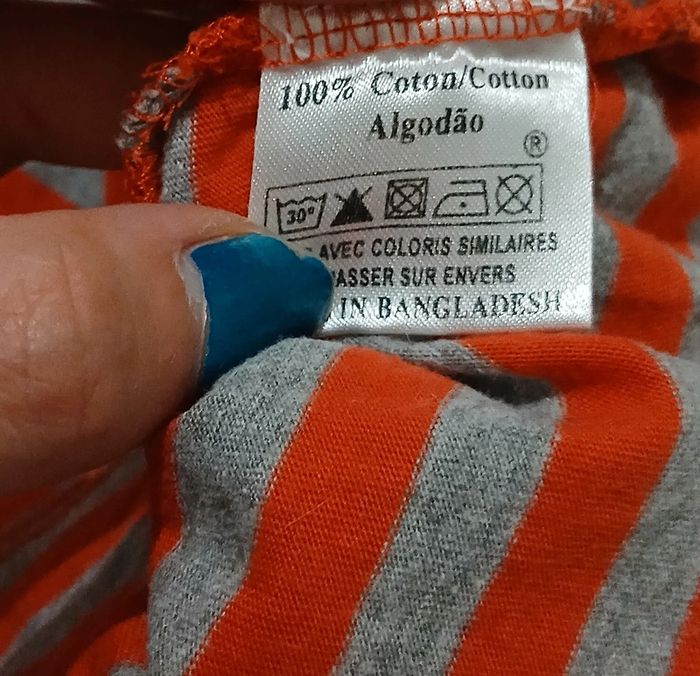 100% Coton/Cotton
Algodão
®
30°
AVEC COLORIS SIMILAIRES
ASSER SUR ENVERS
IN BANGLADESH